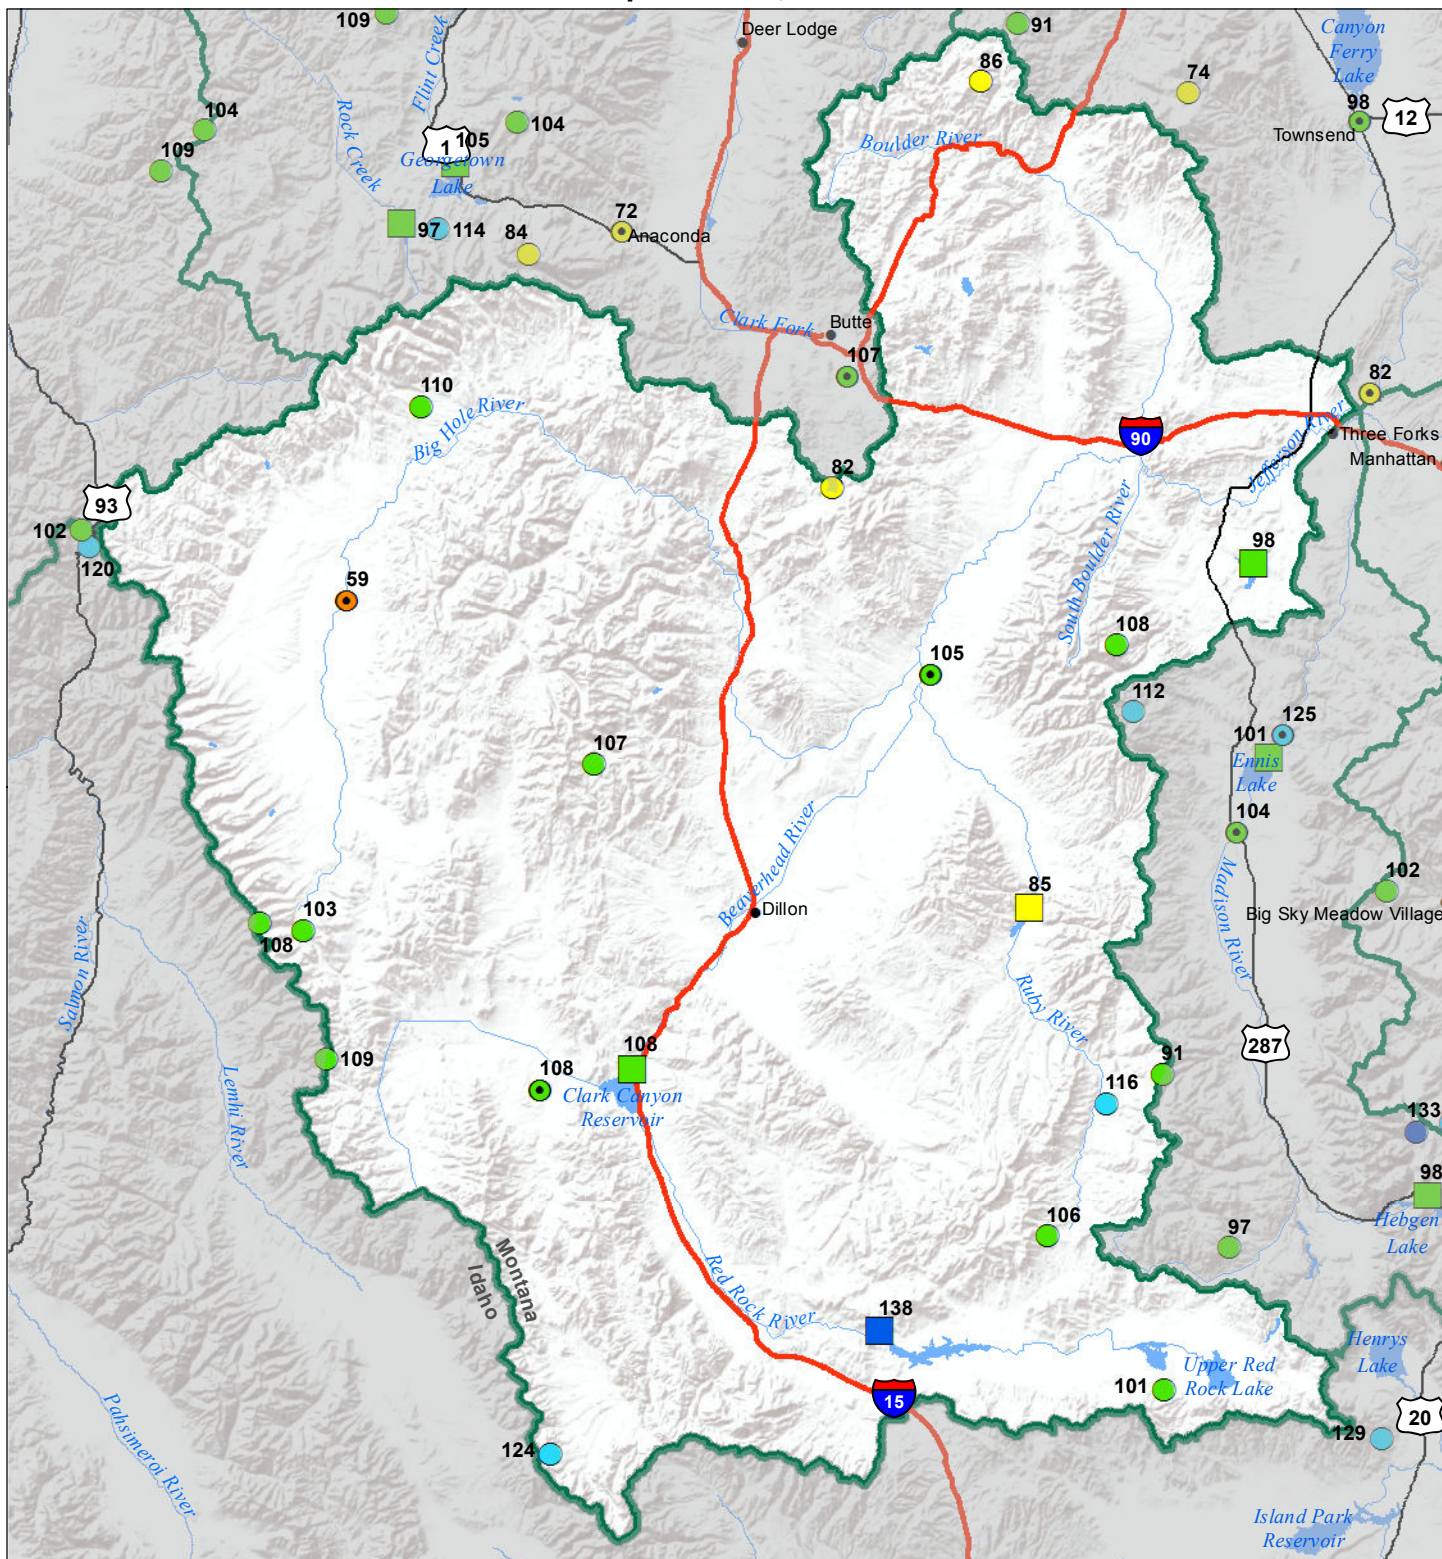 109
Deer Lodge
91
Canyon
Ferry
Lake
Flint Creek
86
74
Rock Creek
104
104
98
12
Townsend
1
105
Boulder River
109
Georgetown
Lake
97
114
84
72
Anaconda
Clark Fork
Butte
107
82
110
Big Hole River
90
Jefferson River
Three Forks
Manhattan
82
93
102
120
98
South Boulder River
59
108
105
112
125
101
Ennis
Lake
107
104
Beaverhead River
Madison River
85
102
Dillon
Big Sky Meadow Village
103
108
Salmon River
Ruby River
287
109
108
108
Clark Canyon
Reservoir
91
116
Lemhi River
133
98
Hebgen
Lake
106
97
Montana
Idaho
Red Rock River
138
Henrys
Lake
Upper Red
Rock Lake
101
15
20
Pahsimeroi River
124
129
Island Park
Reservoir